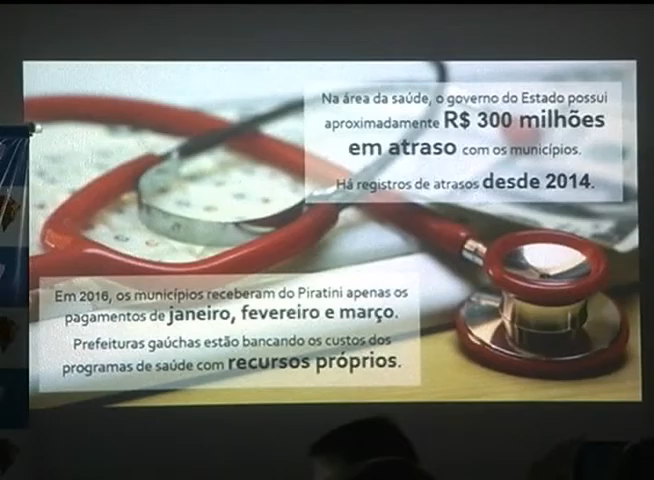 Na área da saúde, o governo do Estado possui
aproximadamente R$ 300 milhões
em atraso com os municípios.
Há registros de atrasos desde 2014.
Em 2016, os municípios receberam do Piratini apenas os
pagamentos de janeiro, fevereiro e março.
Prefeituras gaúchas estão bancando os custos dos
programas de saúde com recursos próprios.